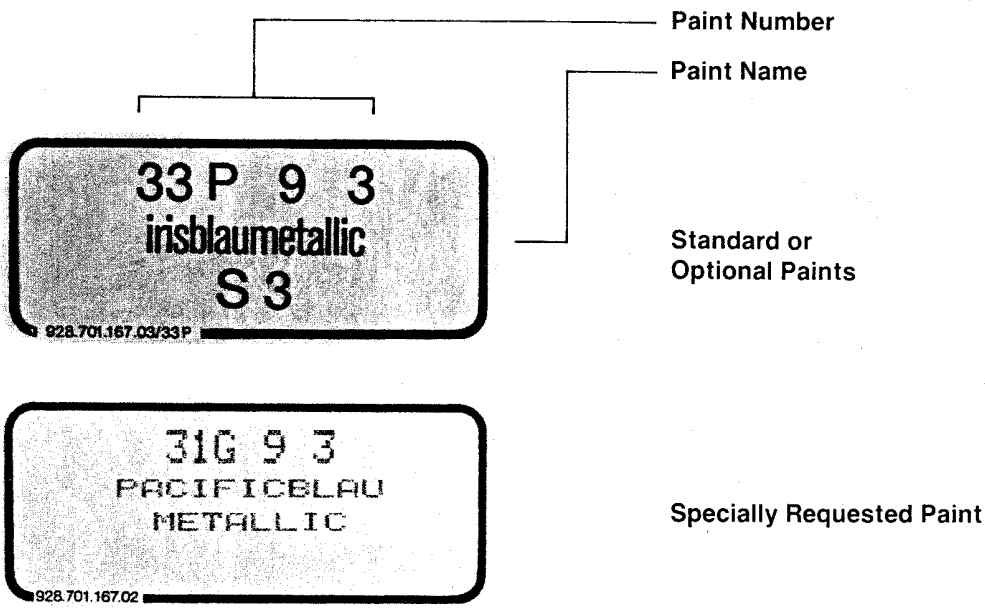 Paint Number
Paint Name
33 P 9 3
irisblaumetallic
S 3
928.701.167.03/33 P
Standard or
Optional Paints
31G 9 3
PACIFICBLAU
METALLIC
928.701.167.02
Specially Requested Paint